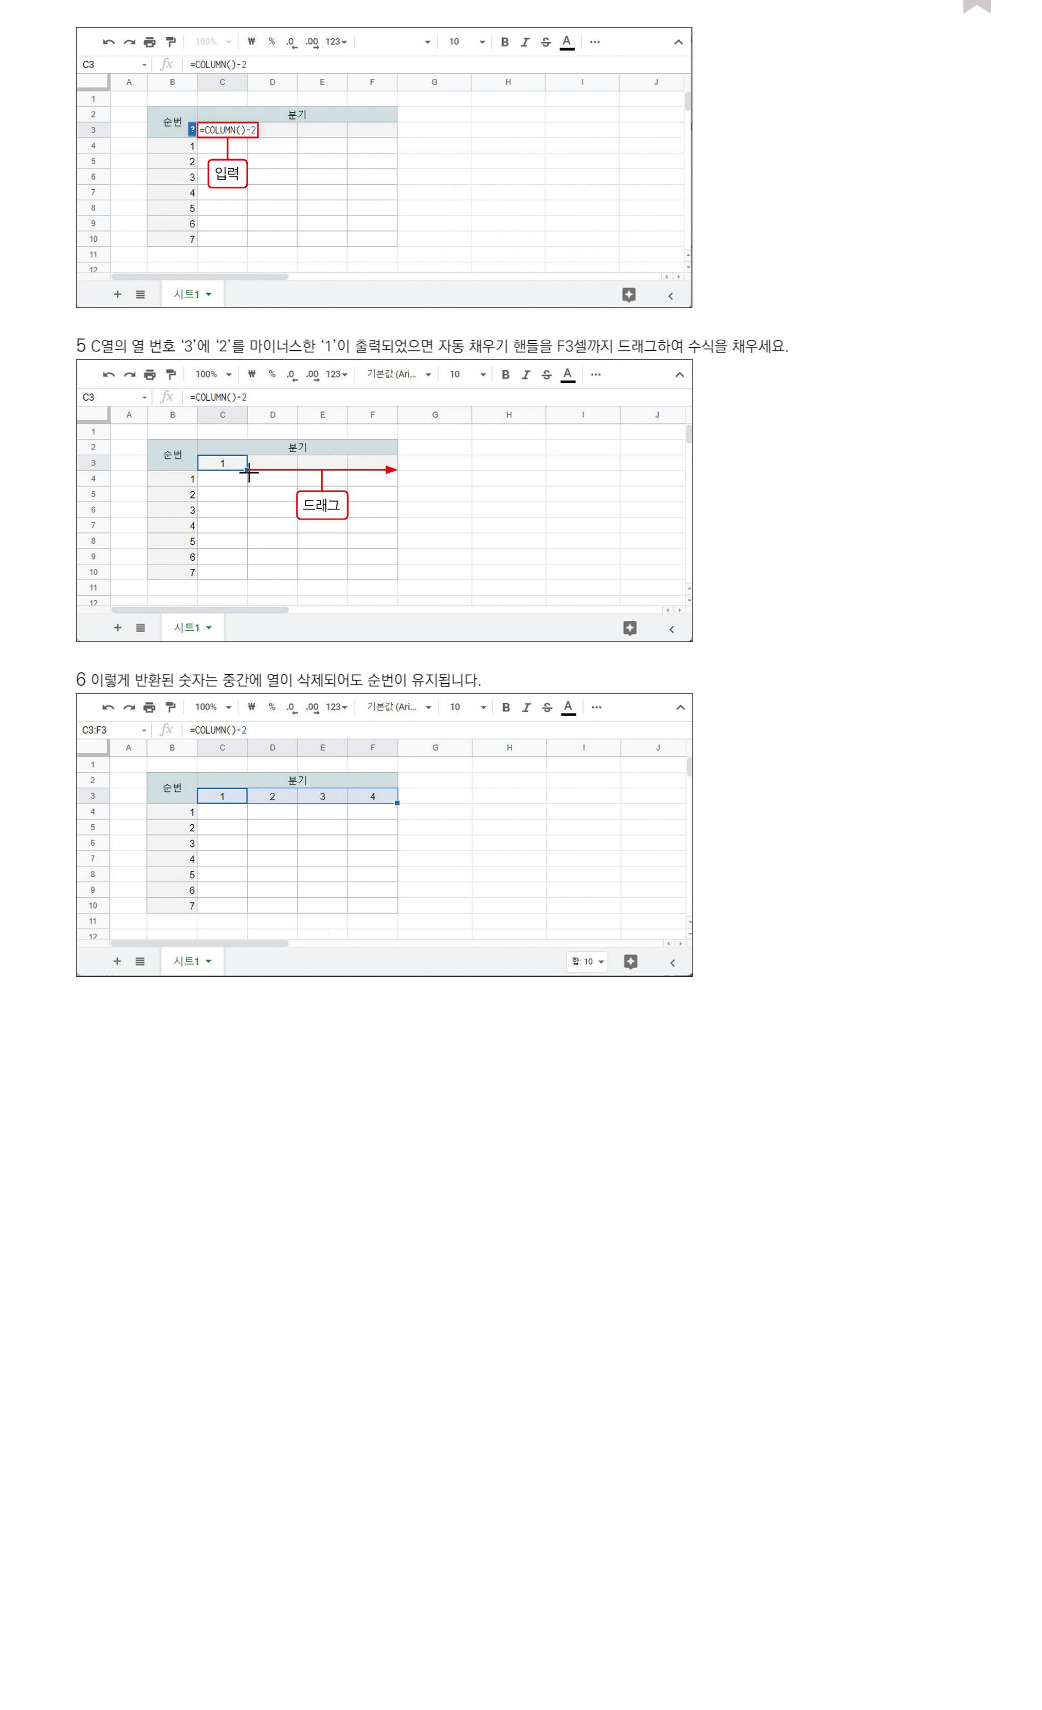 100% ₩ % .0 .00 123 10 B I S A
C3 fx =COLUMN()-2
A B C D E F G H I J
1
2 분기
순번
3 ? =COLUMN()-2
4 1
입력
5 2
6 3
7 4
8 5
9 6
10 7
11
12
+ 시트1
5 C열의 열 번호 ‘3’에 ‘2’를 마이너스한 ‘1’이 출력되었으면 자동 채우기 핸들을 F3셀까지 드래그하여 수식을 채우세요.
100% ₩ % .0 .00 123 기본값 (Ari... 10 B I S A
C3 fx =COLUMN()-2
A B C D E F G H I J
1
2 분기
순번
3 1
4 1
5 2
드래그
6 3
7 4
8 5
9 6
10 7
11
12
+ 시트1
6 이렇게 반환된 숫자는 중간에 열이 삭제되어도 순번이 유지됩니다.
100% ₩ % .0 .00 123 기본값 (Ari... 10 B I S A
C3:F3 fx =COLUMN()-2
A B C D E F G H I J
1
2 분기
순번
3 1 2 3 4
4 1
5 2
6 3
7 4
8 5
9 6
10 7
11
12
+ 시트1 합: 10